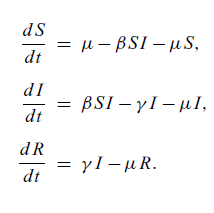 dS/dt = μ − βSI − μS,
dI/dt = βSI − γI − μI,
dR/dt = γI − μR.